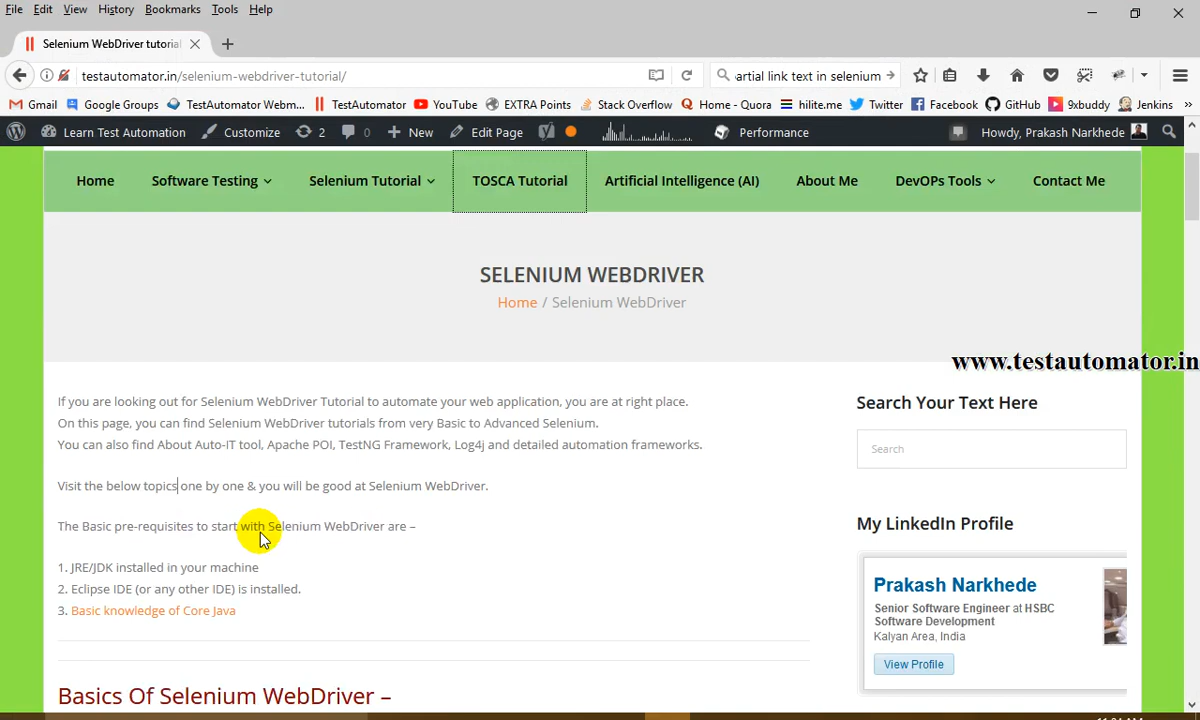 File Edit View History Bookmarks Tools Help
Selenium WebDriver tutorial
testautomator.in/selenium-webdriver-tutorial/ artial link text in selenium
Gmail Google Groups TestAutomator Webm... TestAutomator YouTube EXTRA Points Stack Overflow Home - Quora hilite.me Twitter Facebook GitHub 9xbuddy Jenkins »
Learn Test Automation Customize 2 0 New Edit Page Performance Howdy, Prakash Narkhede
Home Software Testing Selenium Tutorial TOSCA Tutorial Artificial Intelligence (AI) About Me DevOPs Tools Contact Me
SELENIUM WEBDRIVER
Home / Selenium WebDriver
www.testautomator.in
If you are looking out for Selenium WebDriver Tutorial to automate your web application, you are at right place.
On this page, you can find Selenium WebDriver tutorials from very Basic to Advanced Selenium.
You can also find About Auto-IT tool, Apache POI, TestNG Framework, Log4j and detailed automation frameworks.
Visit the below topics one by one & you will be good at Selenium WebDriver.
The Basic pre-requisites to start with Selenium WebDriver are –
1. JRE/JDK installed in your machine
2. Eclipse IDE (or any other IDE) is installed.
3. Basic knowledge of Core Java
Basics Of Selenium WebDriver –
Search Your Text Here
Search
My LinkedIn Profile
Prakash Narkhede
Senior Software Engineer at HSBC
Software Development
Kalyan Area, India
View Profile